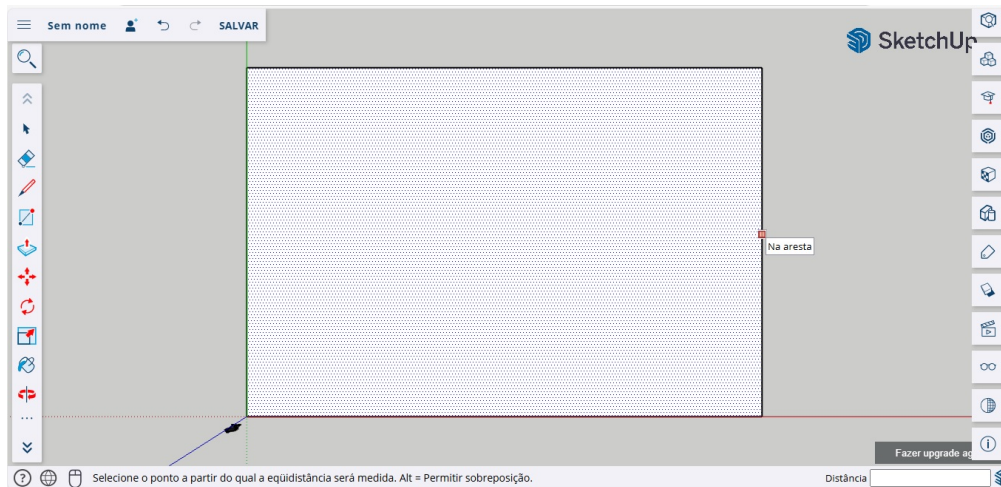 Sem nome SALVAR
SketchUp
Na aresta
Fazer upgrade ag
Selecione o ponto a partir do qual a eqüidistância será medida. Alt = Permitir sobreposição. Distância